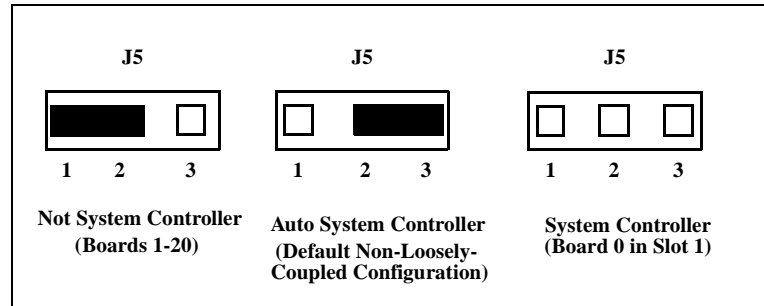 J5 J5 J5
1 2 3 1 2 3 1 2 3
Not System Controller
(Boards 1-20)
Auto System Controller
(Default Non-Loosely-
Coupled Configuration)
System Controller
(Board 0 in Slot 1)